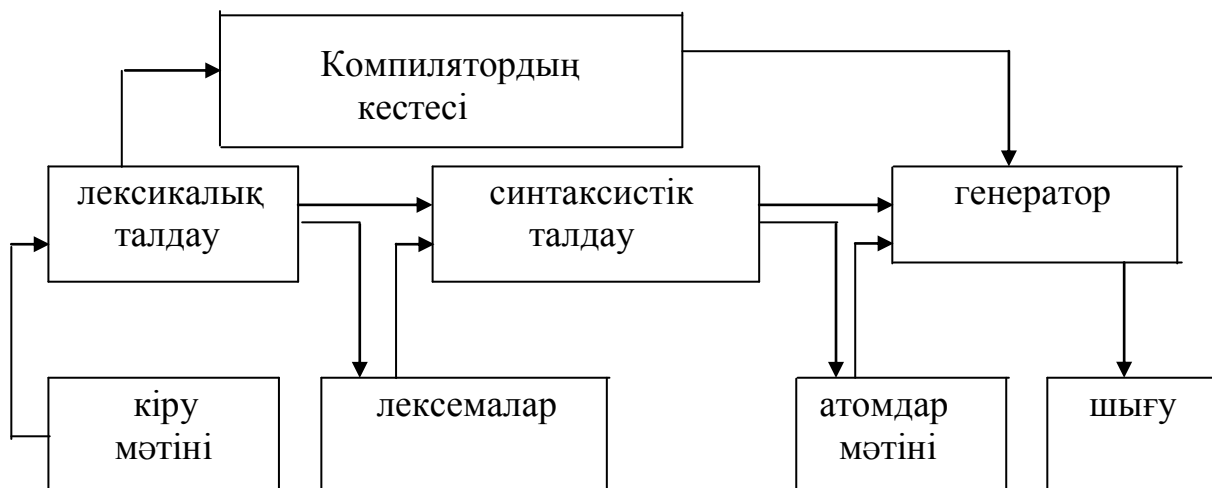 Компилятордың
кестесі
лексикалық
талдау
синтаксистік
талдау
генератор
кіру
мәтіні
лексемалар
атомдар
мәтіні
шығу